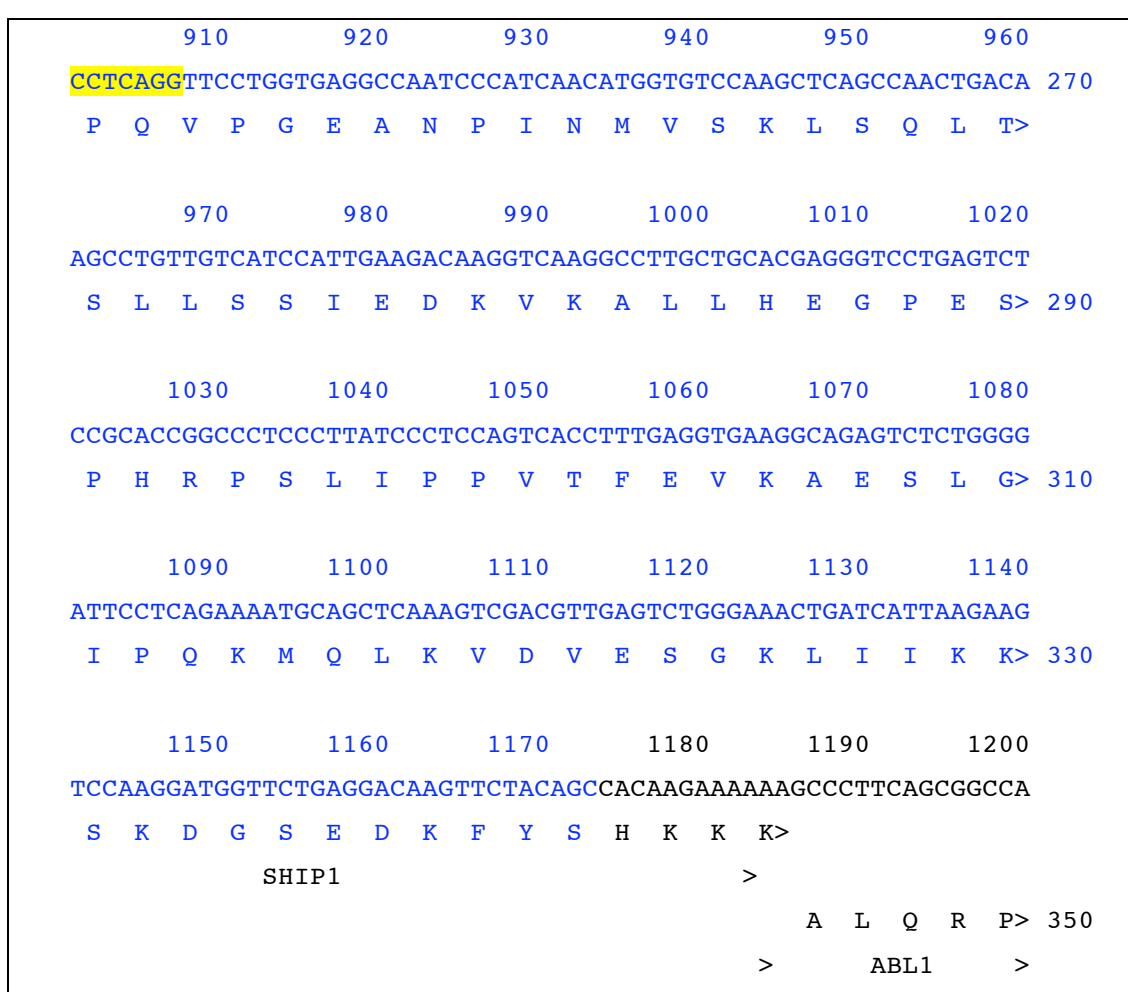 910 920 930 940 950 960
CCTCAGGTTCCTGGTGAGGCCAATCCCATCAACATGGTGTCCAAGCTCAGCCAACTGACA 270
P Q V P G E A N P I N M V S K L S Q L T>
970 980 990 1000 1010 1020
AGCCTGTTGTCATCCATTGAAGACAAGGTCAAGGCCTTGCTGCACGAGGGTCCTGAGTCT
S L L S S I E D K V K A L L H E G P E S> 290
1030 1040 1050 1060 1070 1080
CCGCACCGGCCCTCCCTTATCCCTCCAGTCACCTTTGAGGTGAAGGCAGAGTCTCTGGGG
P H R P S L I P P V T F E V K A E S L G> 310
1090 1100 1110 1120 1130 1140
ATTCCTCAGAAAATGCAGCTCAAAGTCGACGTTGAGTCTGGGAAACTGATCATTAAGAAG
I P Q K M Q L K V D V E S G K L I I K K> 330
1150 1160 1170 1180 1190 1200
TCCAAGGATGGTTCTGAGGACAAGTTCTACAGCCACAAGAAAAAAGCCCTTCAGCGGCCA
S K D G S E D K F Y S H K K K>
SHIP1 >
A L Q R P> 350
> ABL1 >